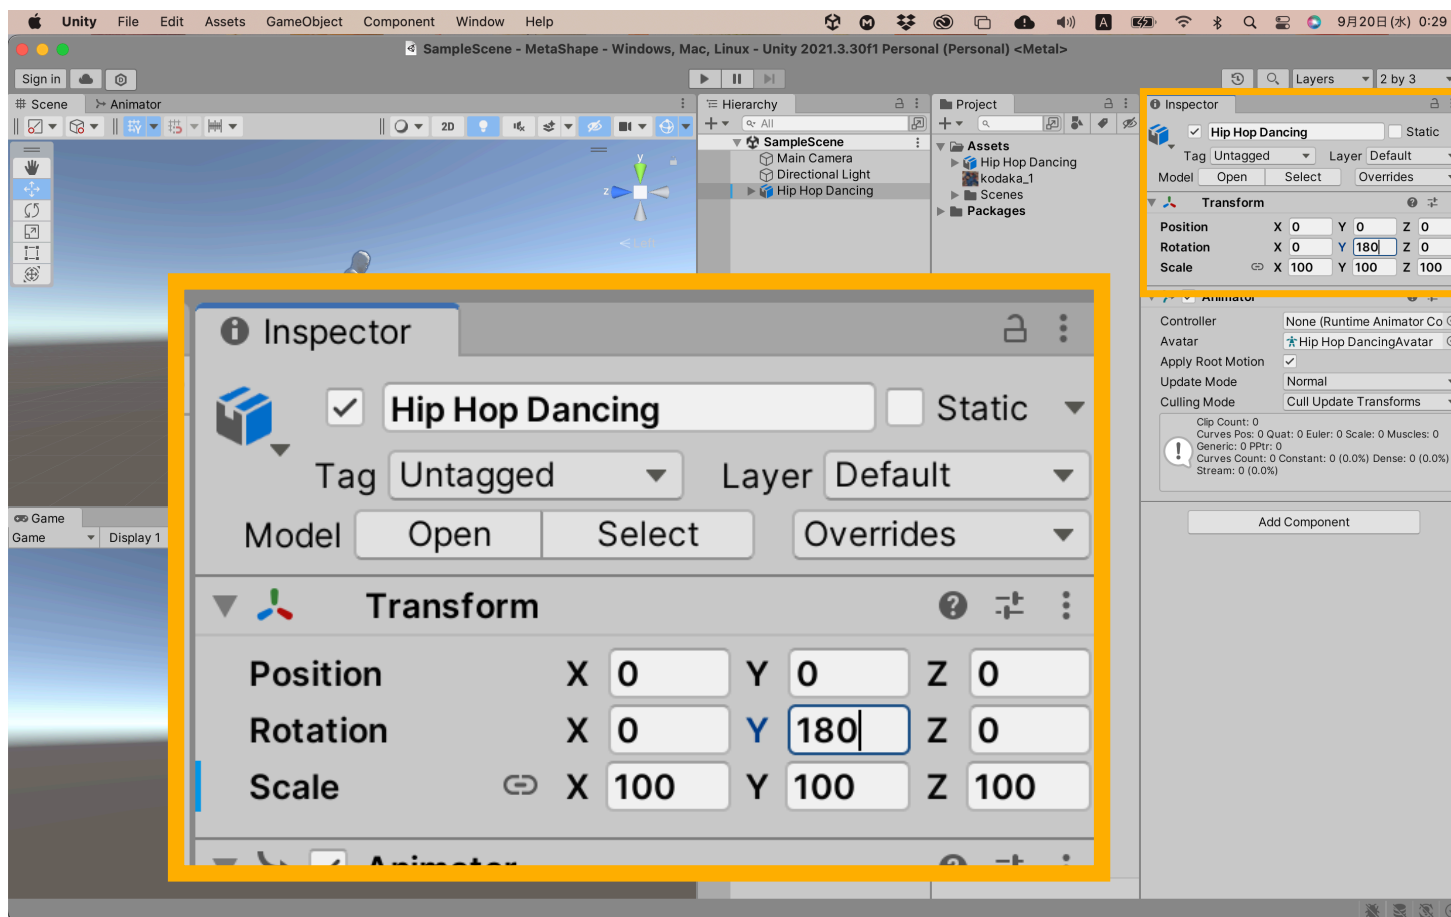 Unity File Edit Assets GameObject Component Window Help A 9月20日(水) 0:29
SampleScene - MetaShape - Windows, Mac, Linux - Unity 2021.3.30f1 Personal (Personal) <Metal>
Sign in Layers 2 by 3
Scene Animator
2D
y
z
Left
Game
Game Display 1
Hierarchy
All
SampleScene
Main Camera
Directional Light
Hip Hop Dancing
Project
Assets
Hip Hop Dancing
kodaka_1
Scenes
Packages
Inspector
Hip Hop Dancing Static
Tag Untagged Layer Default
Model Open Select Overrides
Transform
Position X 0 Y 0 Z 0
Rotation X 0 Y 180 Z 0
Scale X 100 Y 100 Z 100
Animator
Controller None (Runtime Animator Co
Avatar Hip Hop DancingAvatar
Apply Root Motion
Update Mode Normal
Culling Mode Cull Update Transforms
Clip Count: 0
Curves Pos: 0 Quat: 0 Euler: 0 Scale: 0 Muscles: 0
Generic: 0 PPtr: 0
Curves Count: 0 Constant: 0 (0.0%) Dense: 0 (0.0%)
Stream: 0 (0.0%)
Add Component
Inspector
Hip Hop Dancing Static
Tag Untagged Layer Default
Model Open Select Overrides
Transform
Position X 0 Y 0 Z 0
Rotation X 0 Y 180 Z 0
Scale X 100 Y 100 Z 100
Animator